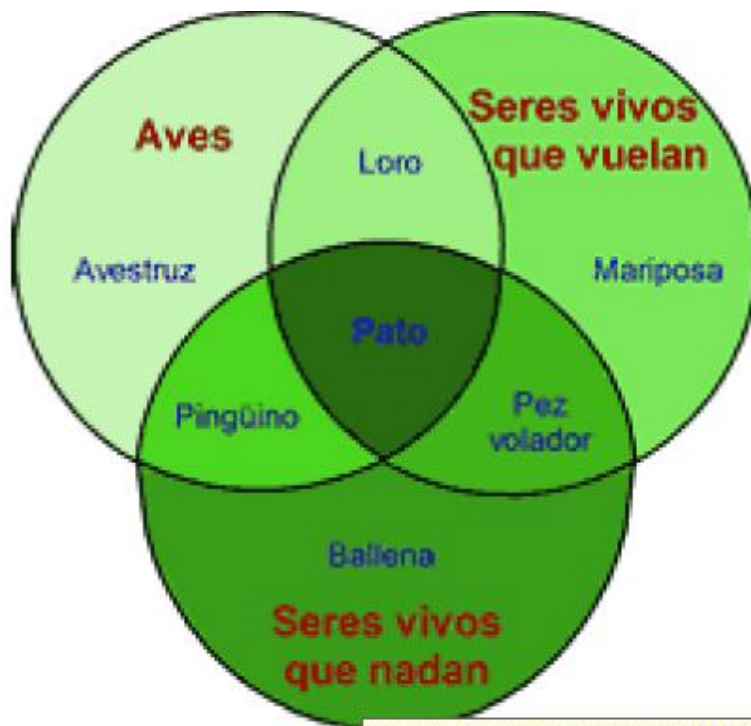 Aves
Seres vivos
que vuelan
Loro
Avestruz
Mariposa
Pato
Pingüino
Pez
volador
Ballena
Seres vivos
que nadan